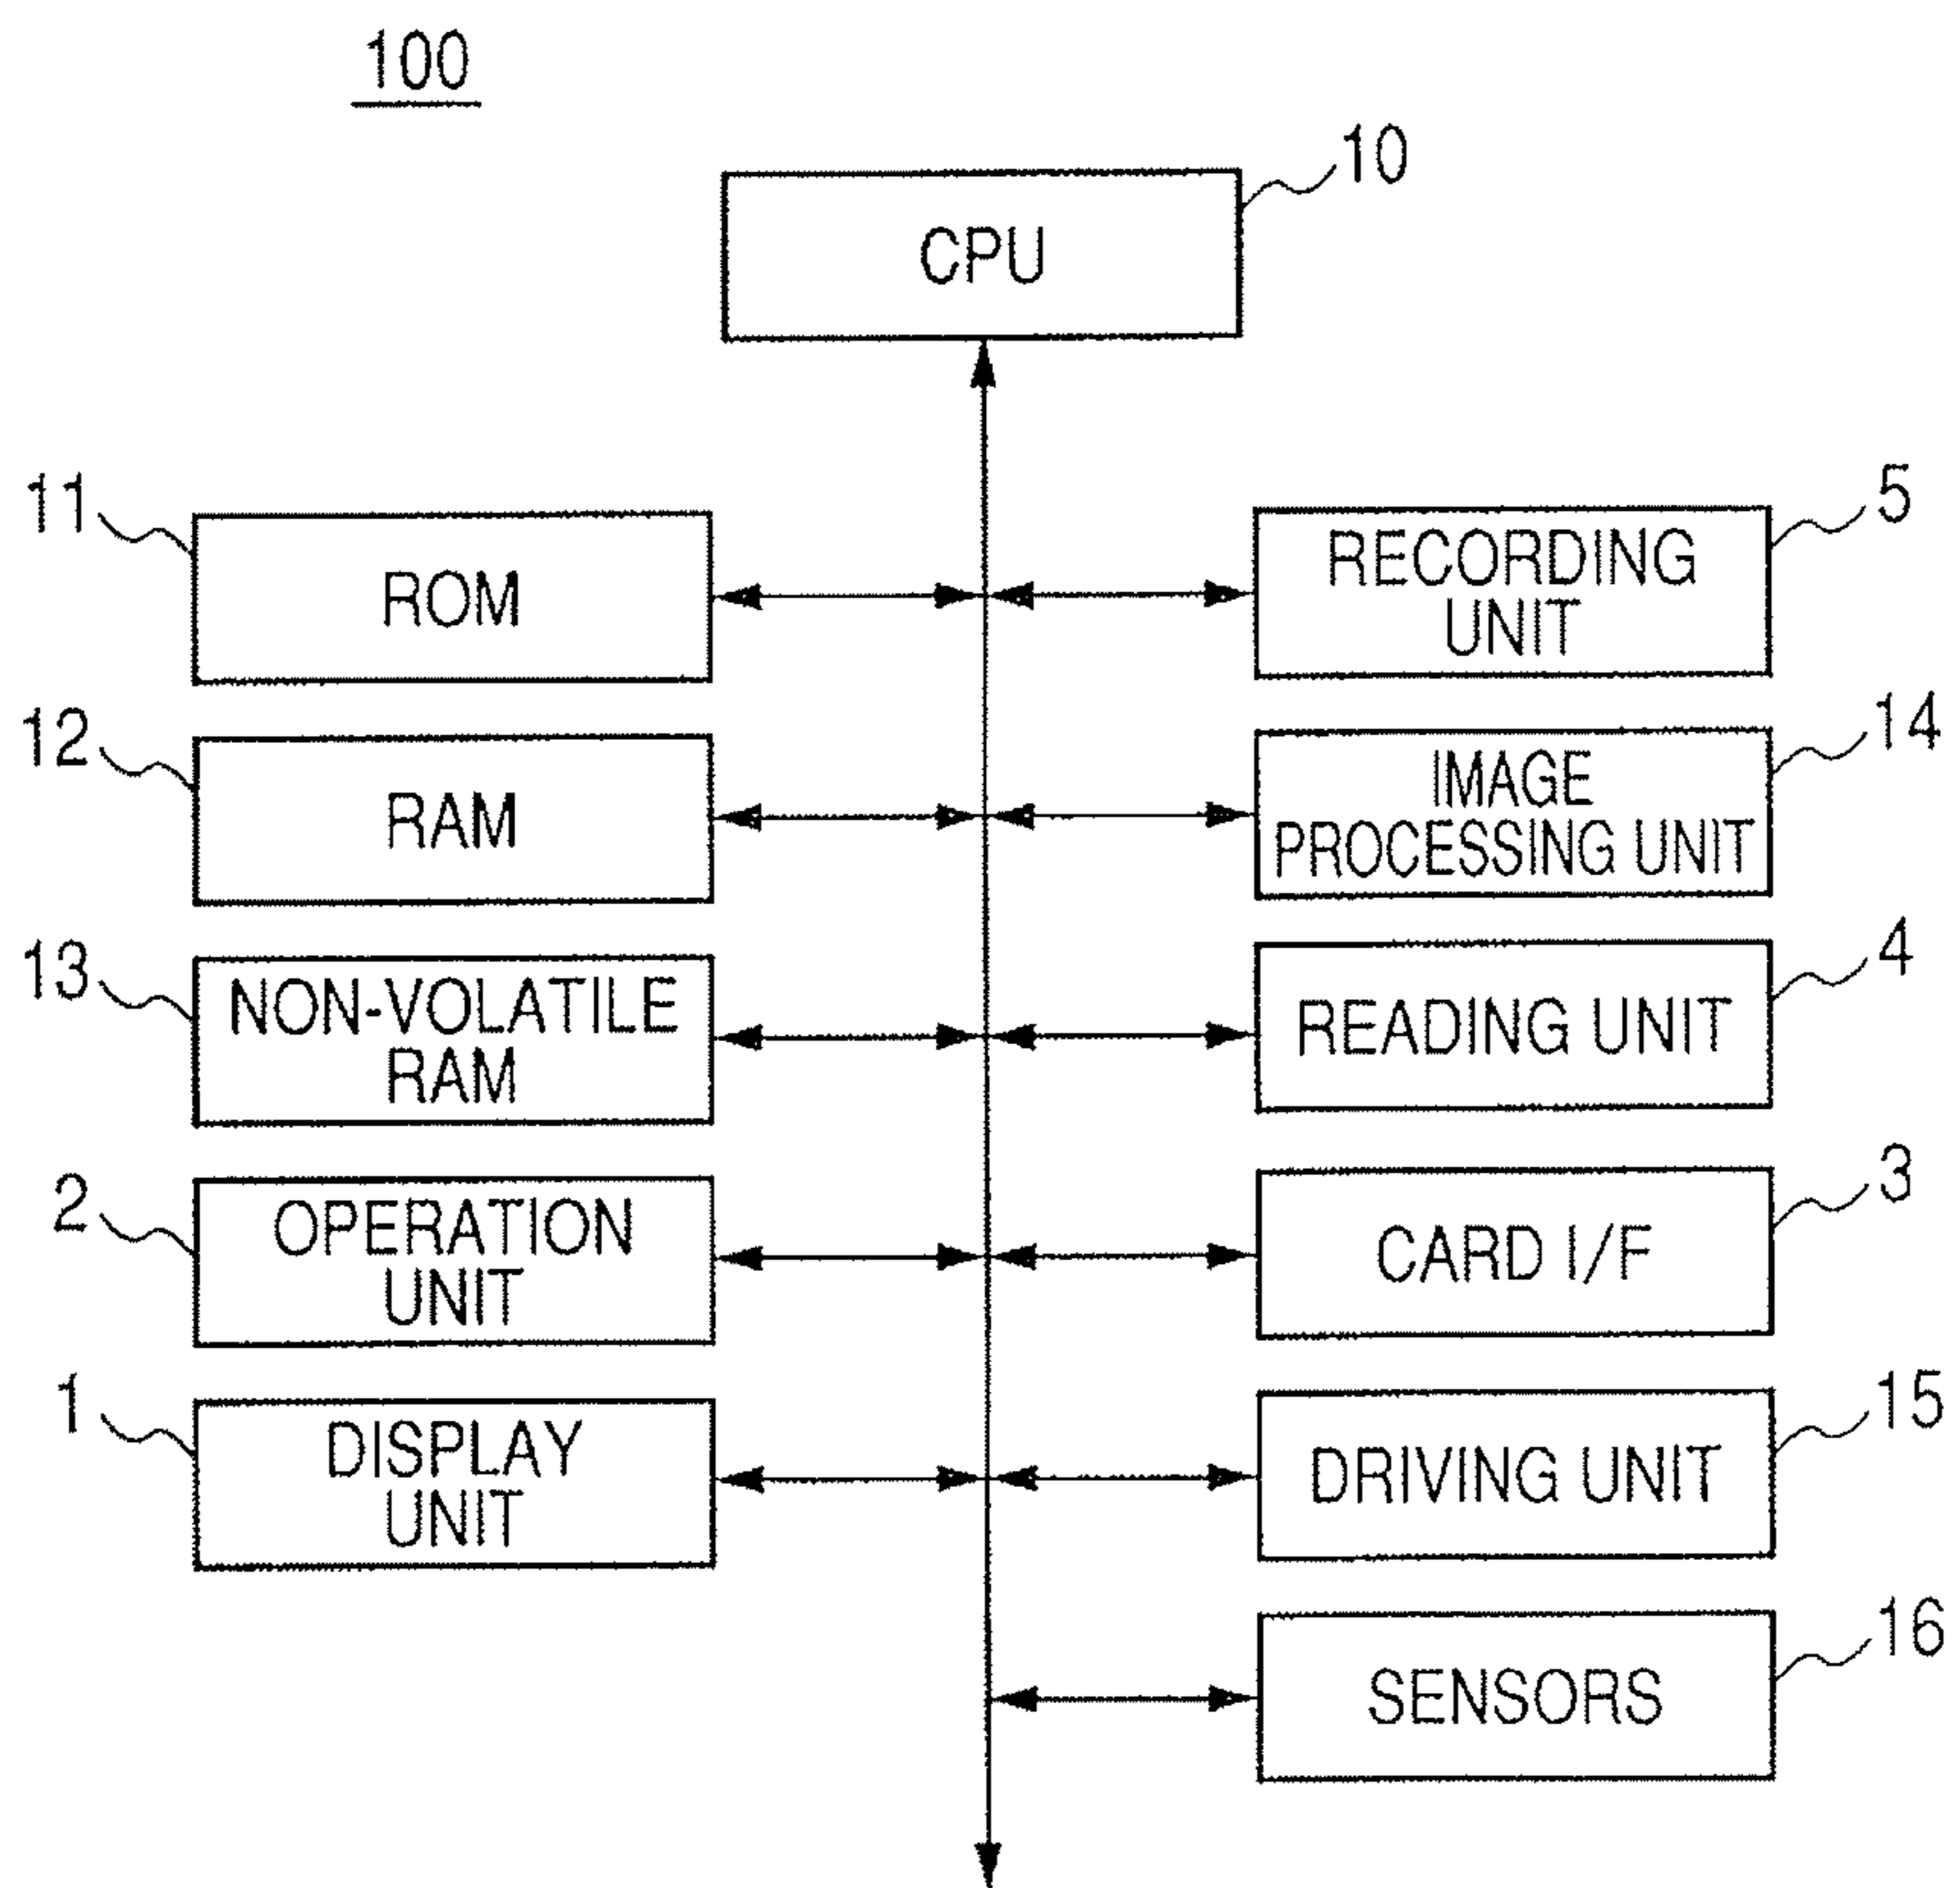 100
10
CPU
11
ROM
5
RECORDING
UNIT
12
RAM
14
IMAGE
PROCESSING UNIT
13
NON-VOLATILE
RAM
4
READING UNIT
2
OPERATION
UNIT
3
CARD I/F
1
DISPLAY
UNIT
15
DRIVING UNIT
16
SENSORS